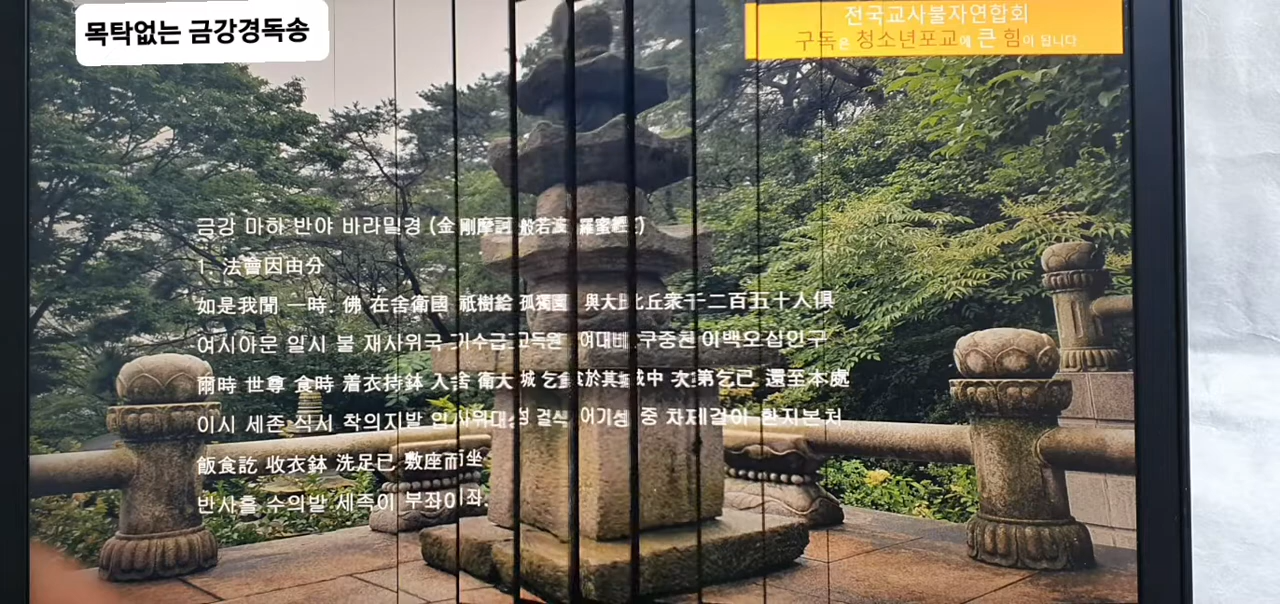 목탁없는 금강경독송
전국교사불자연합회
구독은 청소년포교에 큰 힘이 됩니다
금강 마하 반야 바라밀경 (金剛摩訶 般若波羅蜜經)
1. 法會因由分
如是我聞 一時. 佛 在舍衛國 祇樹給孤獨園 與大比丘衆千二百五十人俱
여시아문 일시 불 재사위국 기수급고독원 여대비구중천이백오십인구
爾時 世尊 食時 着衣持鉢 入舍衛大城 乞食於其城中 次第乞已 還至本處
이시 세존 식시 착의지발 입사위대성 걸식어기성 중 차제걸이 환지본처
飯食訖 收衣鉢 洗足已 敷座而坐
반사흘 수의발 세족이 부좌이좌.